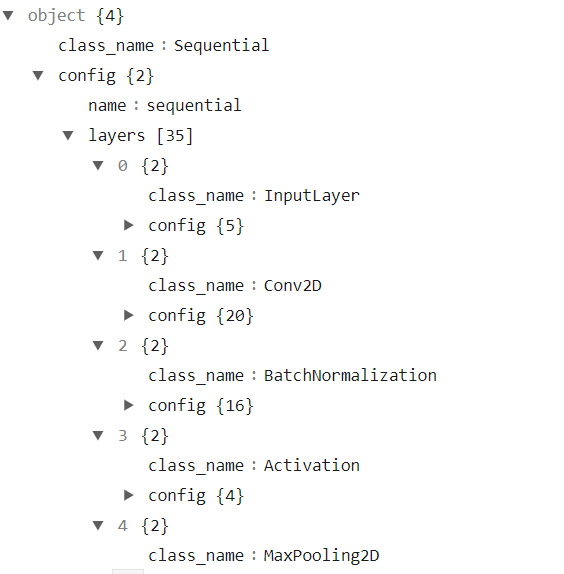 object {4}
class_name : Sequential
config {2}
name : sequential
layers [35]
0 {2}
class_name : InputLayer
config {5}
1 {2}
class_name : Conv2D
config {20}
2 {2}
class_name : BatchNormalization
config {16}
3 {2}
class_name : Activation
config {4}
4 {2}
class_name : MaxPooling2D